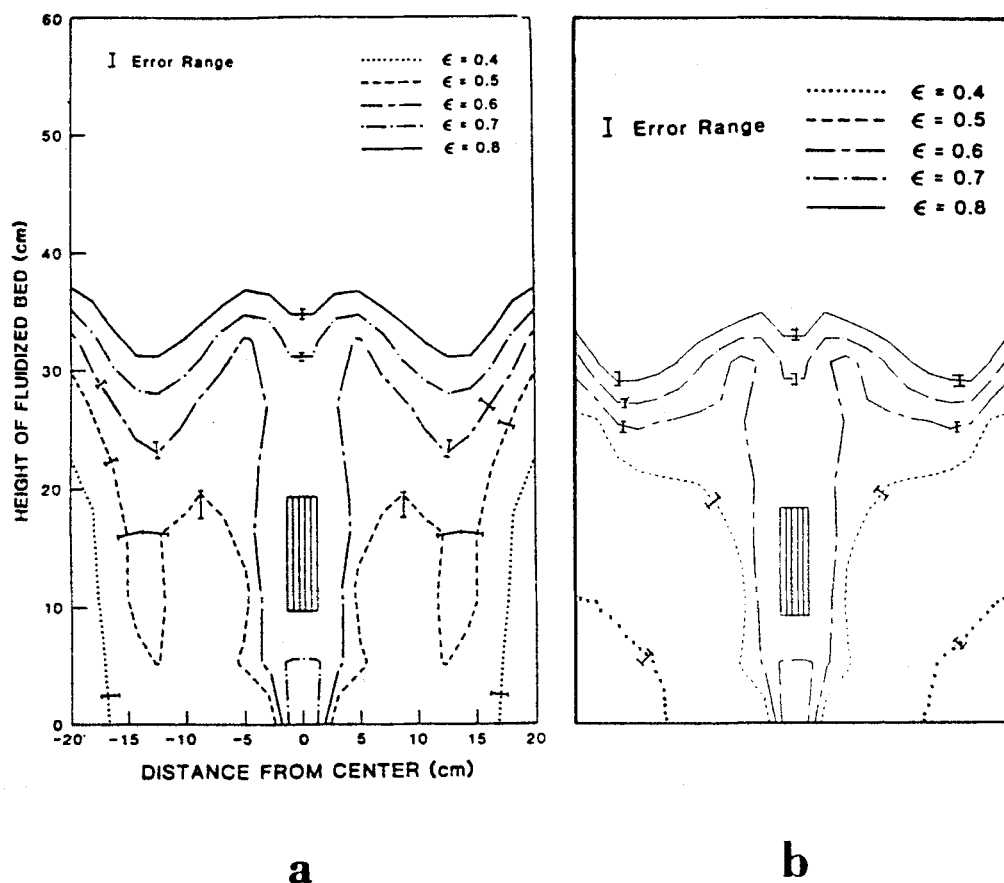 60
50
40
30
20
10
0
HEIGHT OF FLUIDIZED BED (cm)
Error Range
ϵ = 0.4
ϵ = 0.5
ϵ = 0.6
ϵ = 0.7
ϵ = 0.8
-20
-15
-10
-5
0
5
10
15
20
DISTANCE FROM CENTER (cm)
a
Error Range
ϵ = 0.4
ϵ = 0.5
ϵ = 0.6
ϵ = 0.7
ϵ = 0.8
b